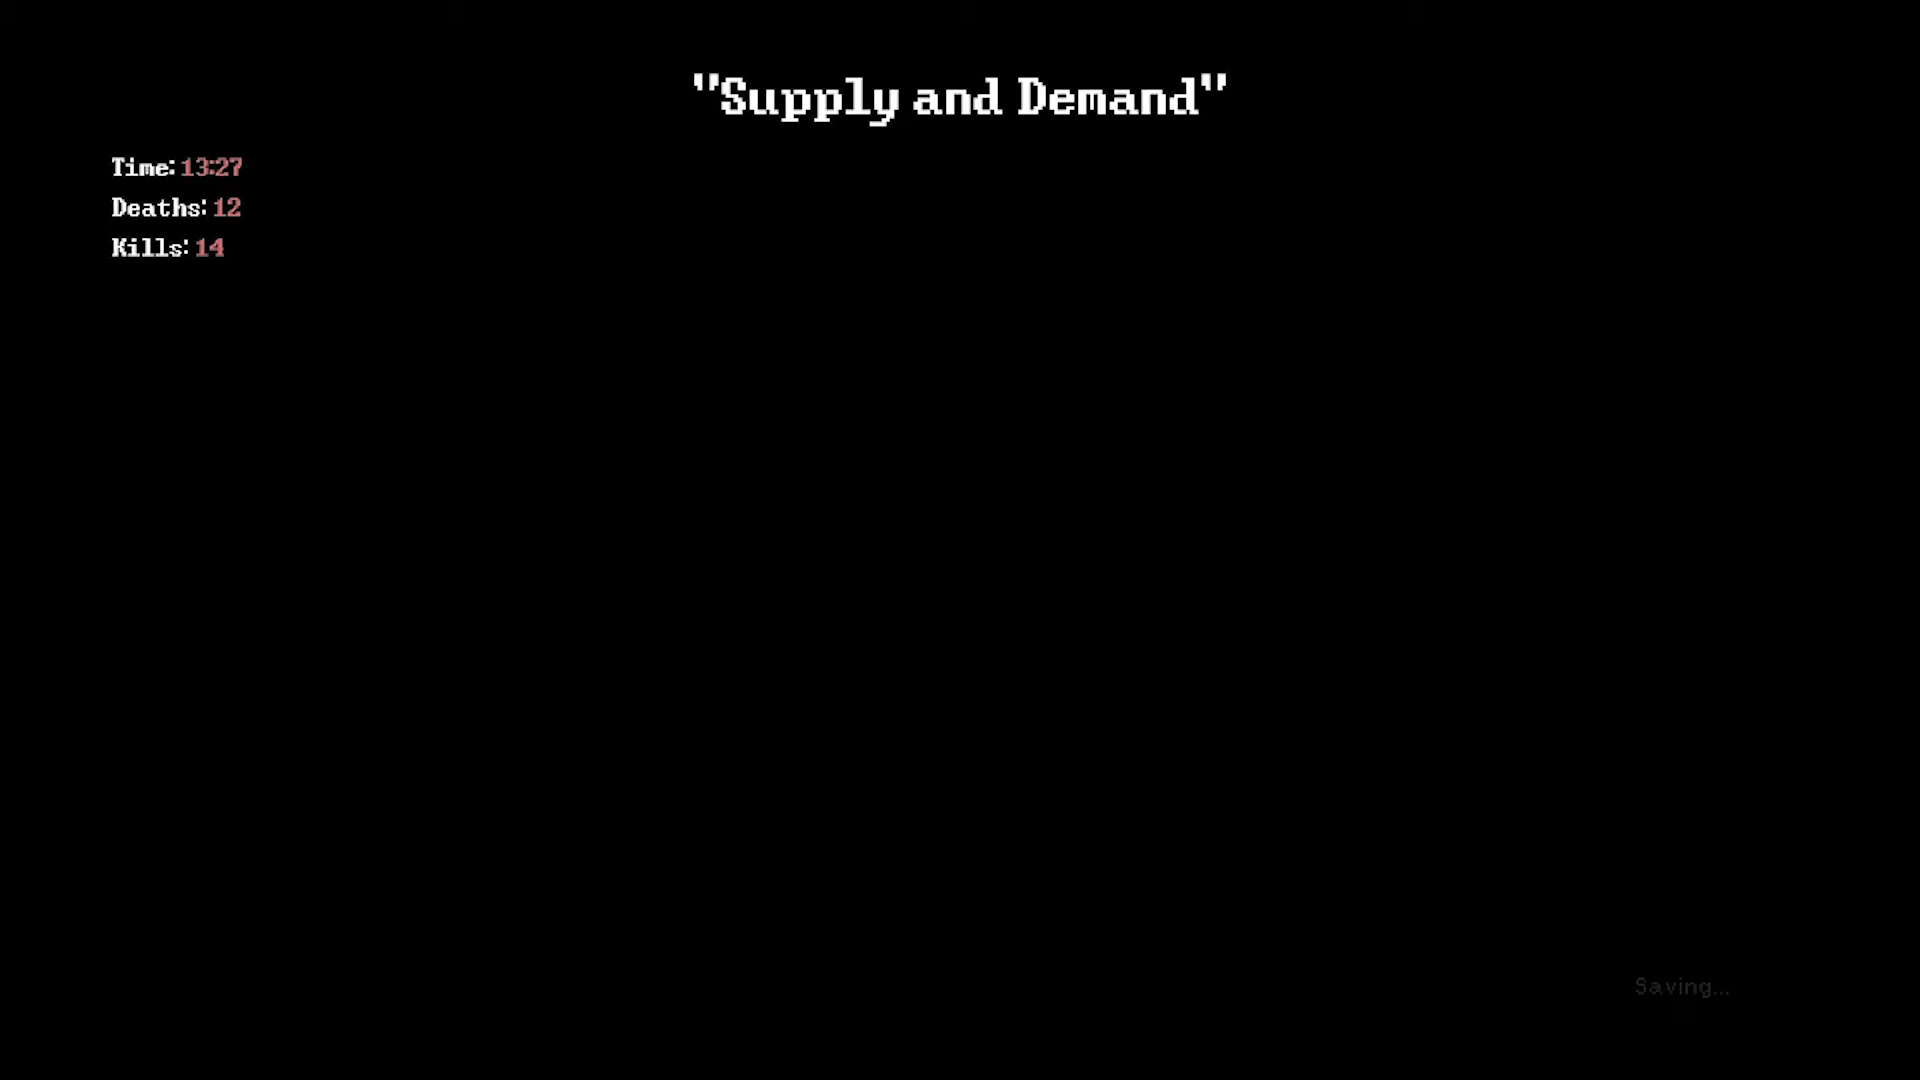 "Supply and Demand"
Time: 13:27
Deaths: 12
Kills: 14
Saving...